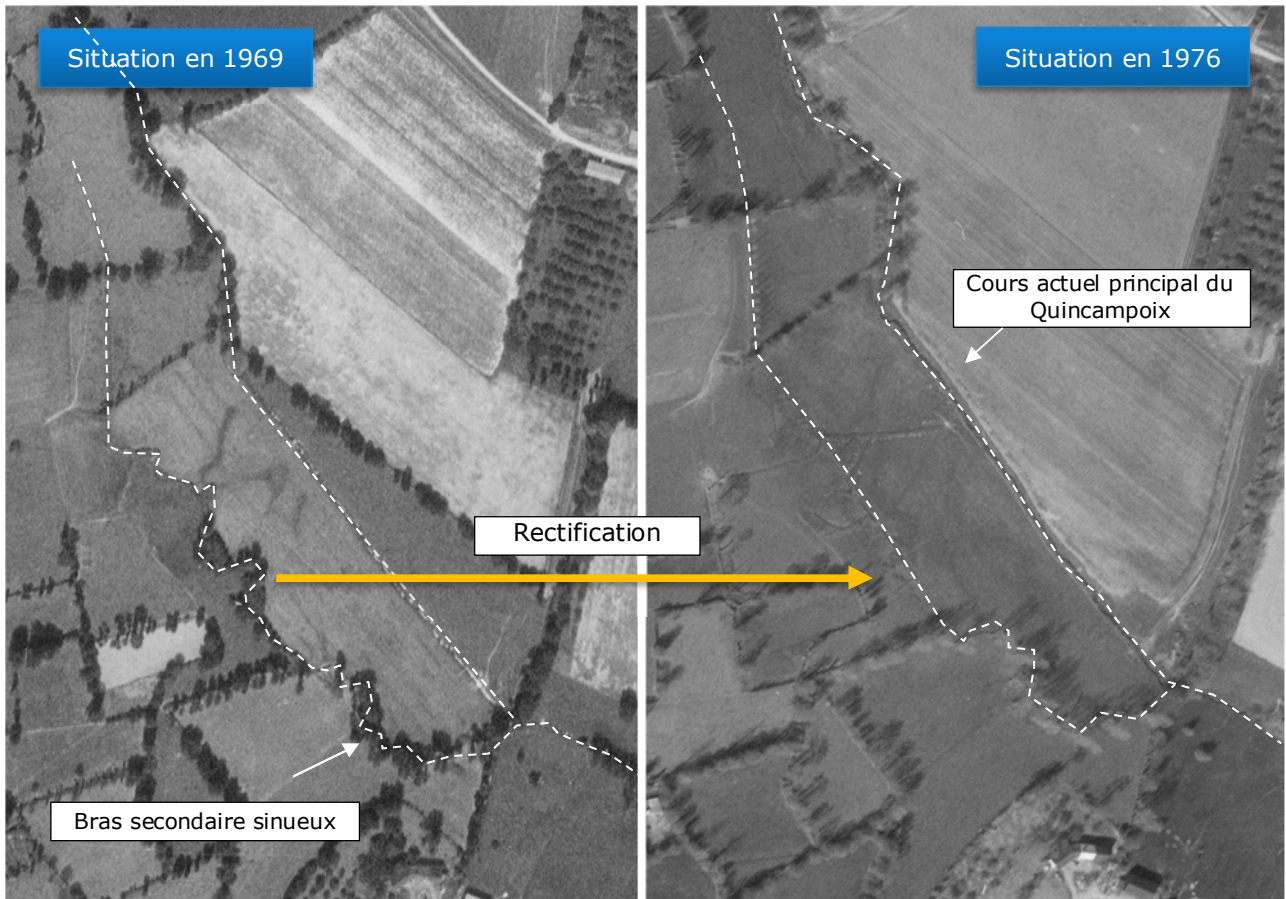 Situation en 1969
Situation en 1976
Cours actuel principal du
Quincampoix
Rectification
Bras secondaire sinueux